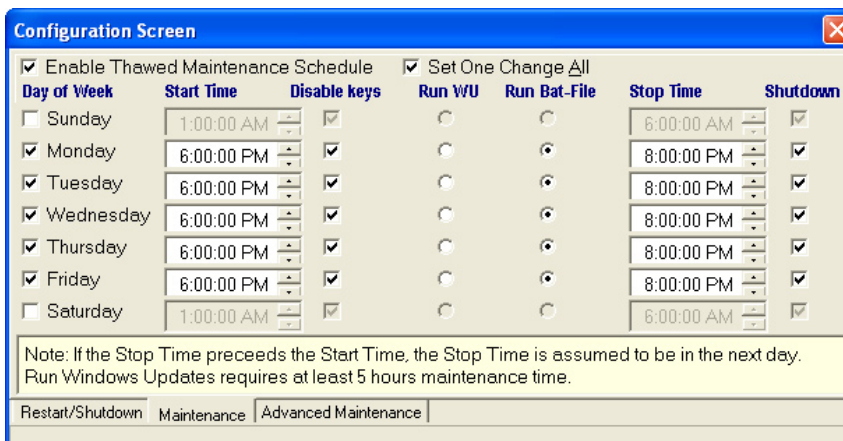 Configuration Screen
Enable Thawed Maintenance Schedule Set One Change All
Day of Week Start Time Disable keys Run WU Run Bat-File Stop Time Shutdown
Sunday 1:00:00 AM 6:00:00 AM
Monday 6:00:00 PM 8:00:00 PM
Tuesday 6:00:00 PM 8:00:00 PM
Wednesday 6:00:00 PM 8:00:00 PM
Thursday 6:00:00 PM 8:00:00 PM
Friday 6:00:00 PM 8:00:00 PM
Saturday 1:00:00 AM 6:00:00 AM
Note: If the Stop Time preceeds the Start Time, the Stop Time is assumed to be in the next day.
Run Windows Updates requires at least 5 hours maintenance time.
Restart/Shutdown Maintenance Advanced Maintenance